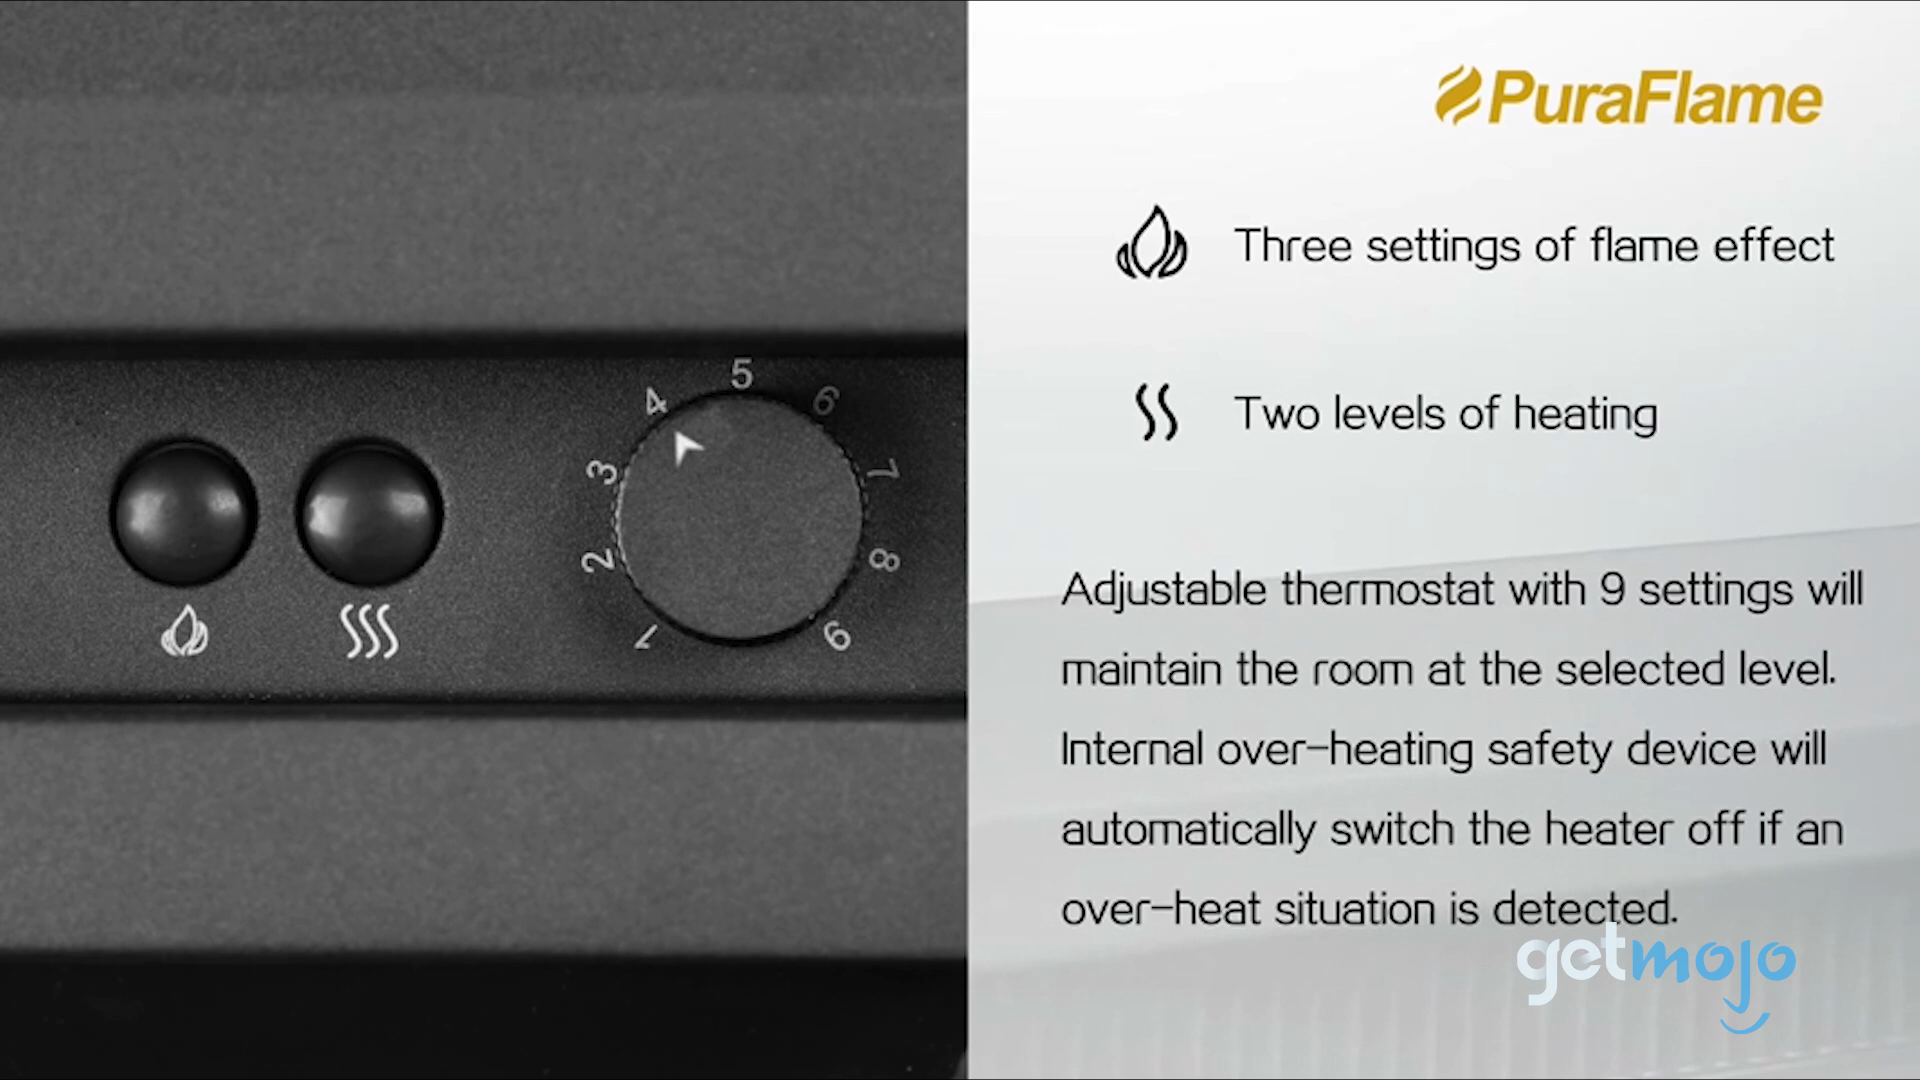 PuraFlame
Three settings of flame effect
Two levels of heating
Adjustable thermostat with 9 settings will
maintain the room at the selected level.
Internal over-heating safety device will
automatically switch the heater off if an
over-heat situation is detected.
getmojo
1
2
3
4
5
6
7
8
9